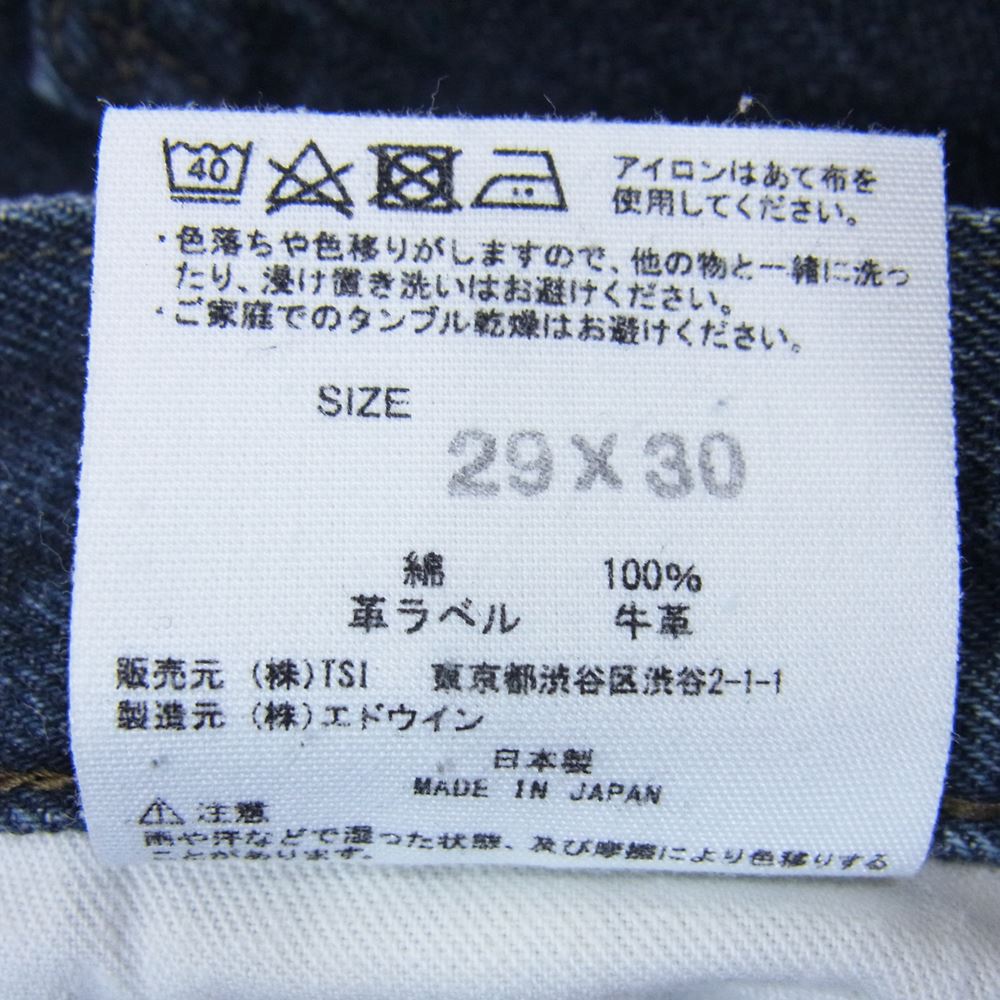 40
アイロンはあて布を
使用してください。
・色落ちや色移りがしますので、他の物と一緒に洗っ
たり、浸け置き洗いはお避けください。
・ご家庭でのタンブル乾燥はお避けください。
SIZE
29 X 30
綿 100%
革ラベル 牛革
販売元 (株)TSI 東京都渋谷区渋谷2-1-1
製造元 (株)エドウイン
日本製
MADE IN JAPAN
⚠ 注意
雨や汗などで湿った状態、及び摩擦により色移りする
ことがあります。